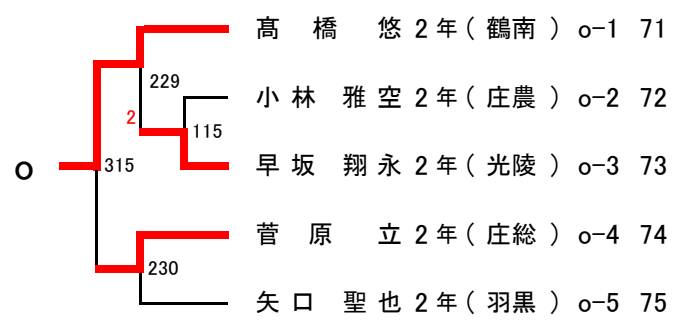 髙橋 悠 2年(鶴南) o-1 71
229
小林 雅空 2年(庄農) o-2 72
2
115
O
315
早坂 翔永 2年(光陵) o-3 73
菅原 立 2年(庄総) o-4 74
230
矢口 聖也 2年(羽黒) o-5 75